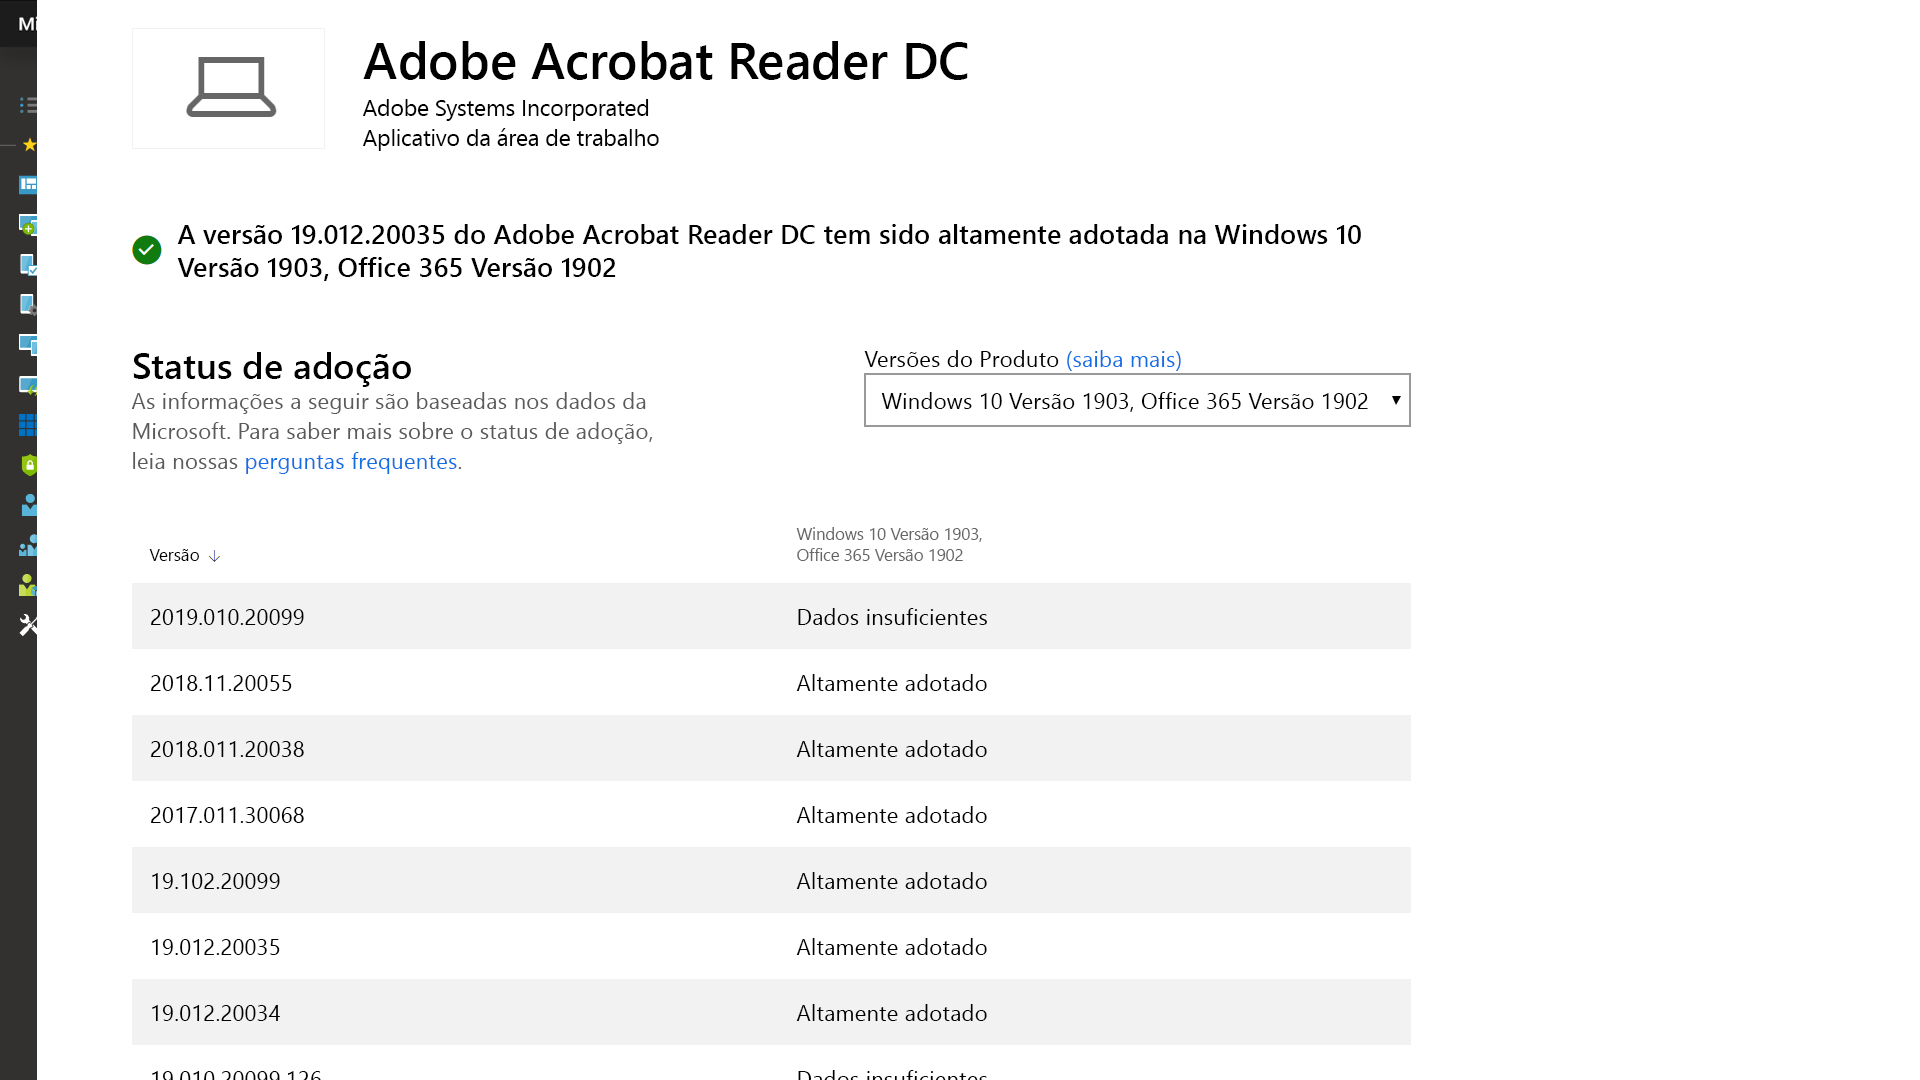 Mi
Adobe Acrobat Reader DC
Adobe Systems Incorporated
Aplicativo da área de trabalho
A versão 19.012.20035 do Adobe Acrobat Reader DC tem sido altamente adotada na Windows 10
Versão 1903, Office 365 Versão 1902
Status de adoção
As informações a seguir são baseadas nos dados da
Microsoft. Para saber mais sobre o status de adoção,
leia nossas perguntas frequentes.
Versões do Produto (saiba mais)
Windows 10 Versão 1903, Office 365 Versão 1902
Versão ↓
Windows 10 Versão 1903,
Office 365 Versão 1902
2019.010.20099 Dados insuficientes
2018.11.20055 Altamente adotado
2018.011.20038 Altamente adotado
2017.011.30068 Altamente adotado
19.102.20099 Altamente adotado
19.012.20035 Altamente adotado
19.012.20034 Altamente adotado
19.010.20099.126 Dados insuficientes